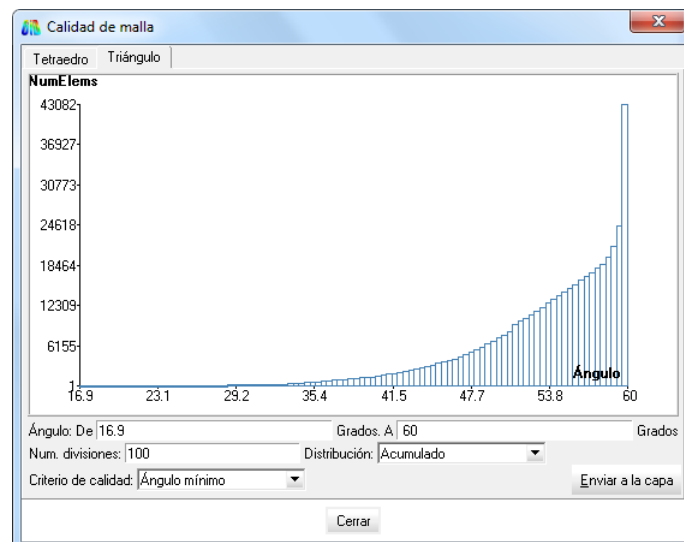 Calidad de malla
Tetraedro Triángulo
NumElems
43082
36927
30773
24618
18464
12309
6155
1
Ángulo
16.9 23.1 29.2 35.4 41.5 47.7 53.8 60
Ángulo: De 16.9 Grados. A 60 Grados
Num. divisiones: 100 Distribución: Acumulado
Criterio de calidad: Ángulo mínimo Enviar a la capa
Cerrar